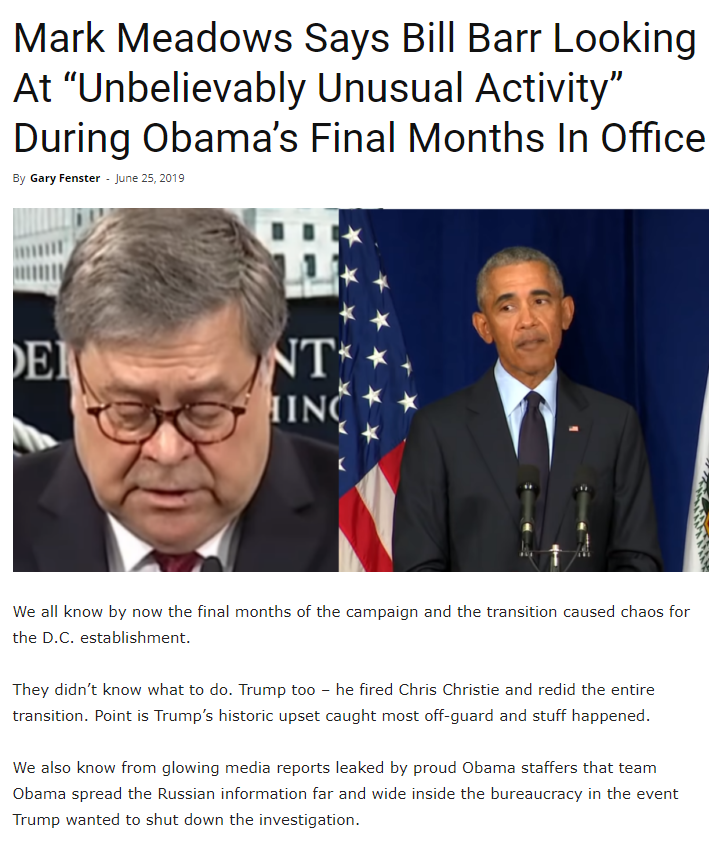 Mark Meadows Says Bill Barr Looking
At “Unbelievably Unusual Activity”
During Obama’s Final Months In Office
By Gary Fenster - June 25, 2019
We all know by now the final months of the campaign and the transition caused chaos for
the D.C. establishment.
They didn’t know what to do. Trump too – he fired Chris Christie and redid the entire
transition. Point is Trump’s historic upset caught most off-guard and stuff happened.
We also know from glowing media reports leaked by proud Obama staffers that team
Obama spread the Russian information far and wide inside the bureaucracy in the event
Trump wanted to shut down the investigation.